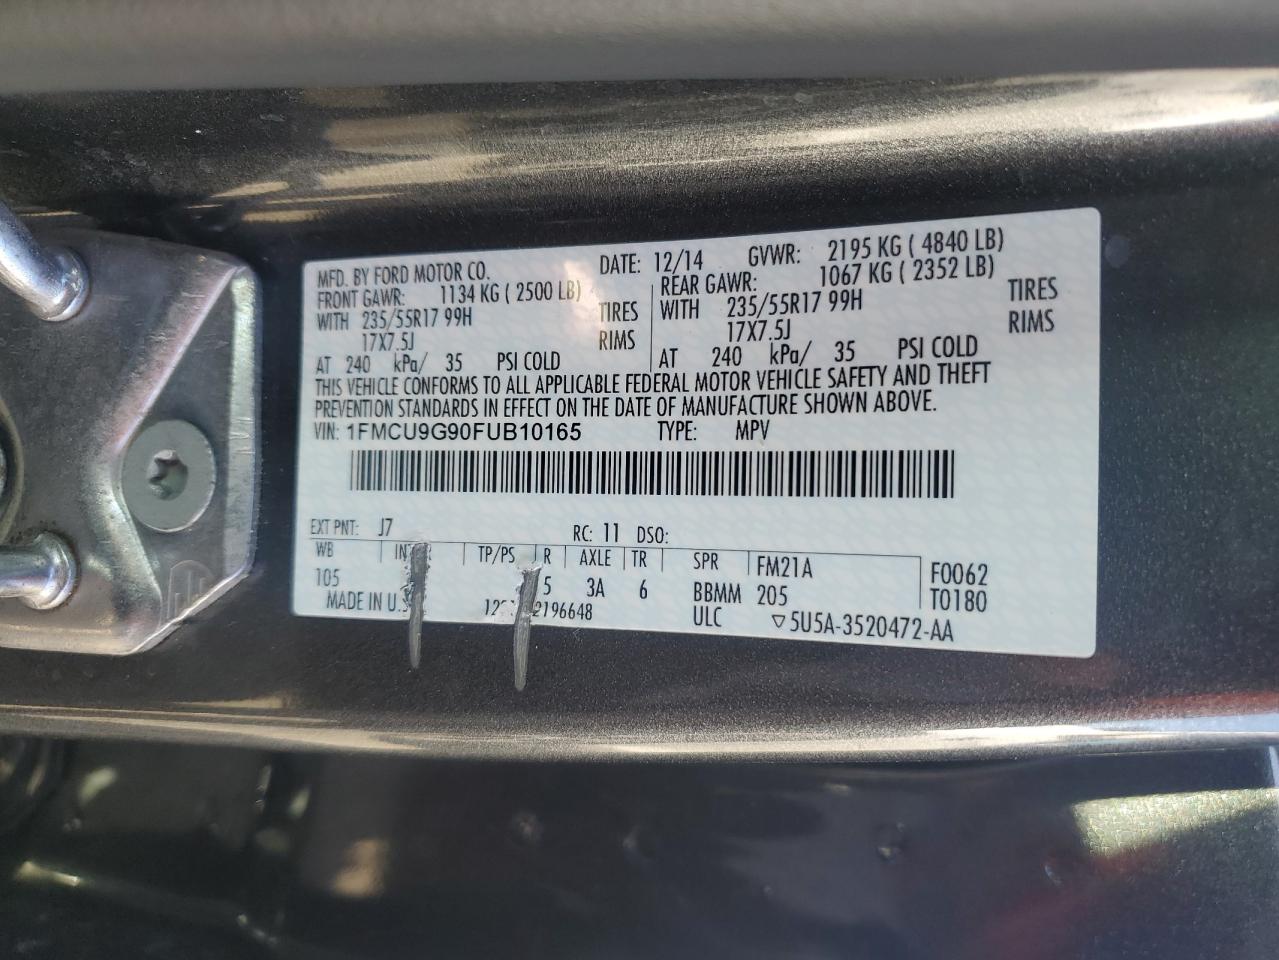 MFD. BY FORD MOTOR CO. DATE: 12/14 GVWR: 2195 KG ( 4840 LB)
FRONT GAWR: 1134 KG ( 2500 LB) REAR GAWR: 1067 KG ( 2352 LB)
WITH 235/55R17 99H TIRES WITH 235/55R17 99H TIRES
17X7.5J RIMS 17X7.5J RIMS
AT 240 kPa/ 35 PSI COLD AT 240 kPa/ 35 PSI COLD
THIS VEHICLE CONFORMS TO ALL APPLICABLE FEDERAL MOTOR VEHICLE SAFETY AND THEFT
PREVENTION STANDARDS IN EFFECT ON THE DATE OF MANUFACTURE SHOWN ABOVE.
VIN: 1FMCU9G90FUB10165 TYPE: MPV
EXT PNT: J7 RC: 11 DSO:
WB TP/PS R AXLE TR SPR FM21A F0062
105 5 3A 6 BBMM 205 T0180
MADE IN ULC ▽5U5A-3520472-AA